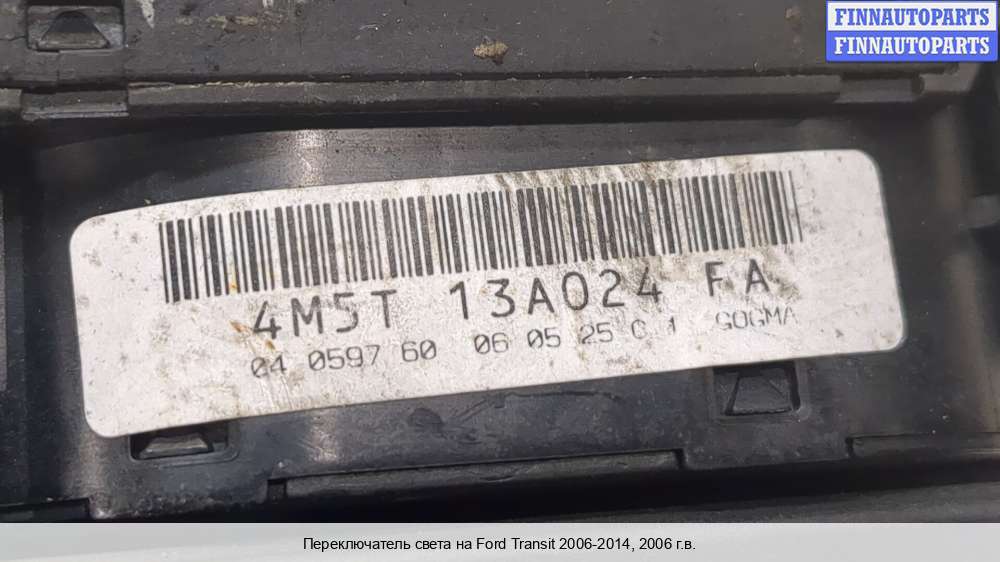 FINNAUTOPARTS
FINNAUTOPARTS
4M5T 13A024 FA
04 0597 60 06 05 25 C 1 GOGMA
Переключатель света на Ford Transit 2006-2014, 2006 г.в.